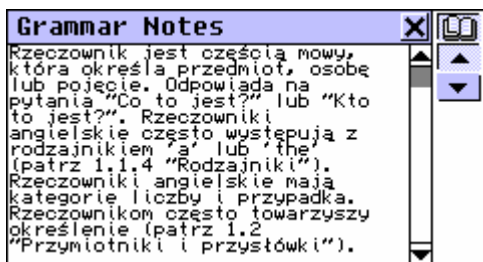 Grammar Notes
Rzeczownik jest częścią mowy,
która określa przedmiot, osobę
lub pojęcie. Odpowiada na
pytania "Co to jest?" lub "Kto
to jest?". Rzeczowniki
angielskie często występują z
rodzajnikiem 'a' lub 'the'
(patrz 1.1.4 "Rodzajniki").
Rzeczowniki angielskie mają
kategorie liczby i przypadka.
Rzeczownikom często towarzyszy
określenie (patrz 1.2
"Przymiotniki i przysłówki").